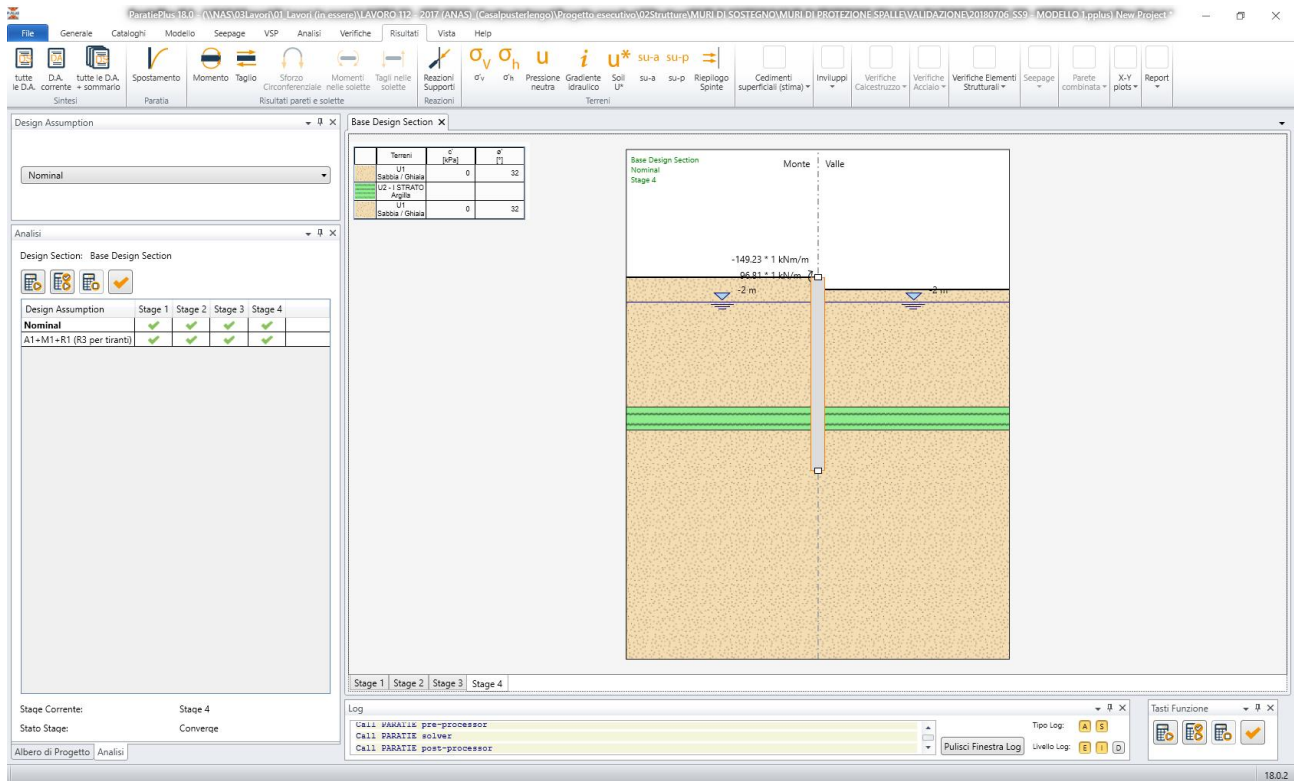 ParatiePlus 18.0 - (\\NAS\03Lavori\01_Lavori (in essere)\LAVORO 112 - 2017 (ANAS)_(Casalpusterlengo)\Progetto esecutivo\02Strutture\MURI DI SOSTEGNO\MURI DI PROTEZIONE SPALLE\VALIDAZIONE\20180706_SS9 - MODELLO 1.pplus) New Project *
File Generale Cataloghi Modello Seepage VSP Analisi Verifiche Risultati Vista Help
σV σh u i u* su-a su-p
tutte le D.A. D.A. corrente tutte le D.A. + sommario Spostamento Momento Taglio Sforzo Circonferenziale Momenti nelle solette Tagli nelle solette Reazioni Supporti σ'v σ'h Pressione neutra Gradiente idraulico Soil U* su-a su-p Riepilogo Spinte Cedimenti superficiali (stima) Inviluppi Verifiche Calcestruzzo Verifiche Acciaio Verifiche Elementi Strutturali Seepage Parete combinata X-Y plots Report
Sintesi Paratia Risultati pareti e solette Reazioni Terreni
Design Assumption
Nominal
Analisi
Design Section: Base Design Section
Design Assumption Stage 1 Stage 2 Stage 3 Stage 4
Nominal
A1+M1+R1 (R3 per tiranti)
Stage Corrente: Stage 4
Stato Stage: Converge
Albero di Progetto Analisi
Base Design Section X
Terreni c' [kPa] ø' [°]
U1 Sabbia / Ghiaia 0 32
U2 - I STRATO Argilla
U1 Sabbia / Ghiaia 0 32
Base Design Section
Nominal
Stage 4
Monte Valle
-149.23 * 1 kNm/m
96.81 * 1 kN/m
-2 m -2 m
Stage 1 Stage 2 Stage 3 Stage 4
Log
Call PARATIE pre-processor
Call PARATIE solver
Call PARATIE post-processor
Pulisci Finestra Log
Tipo Log: A S
Livello Log: E I D
Tasti Funzione
18.0.2